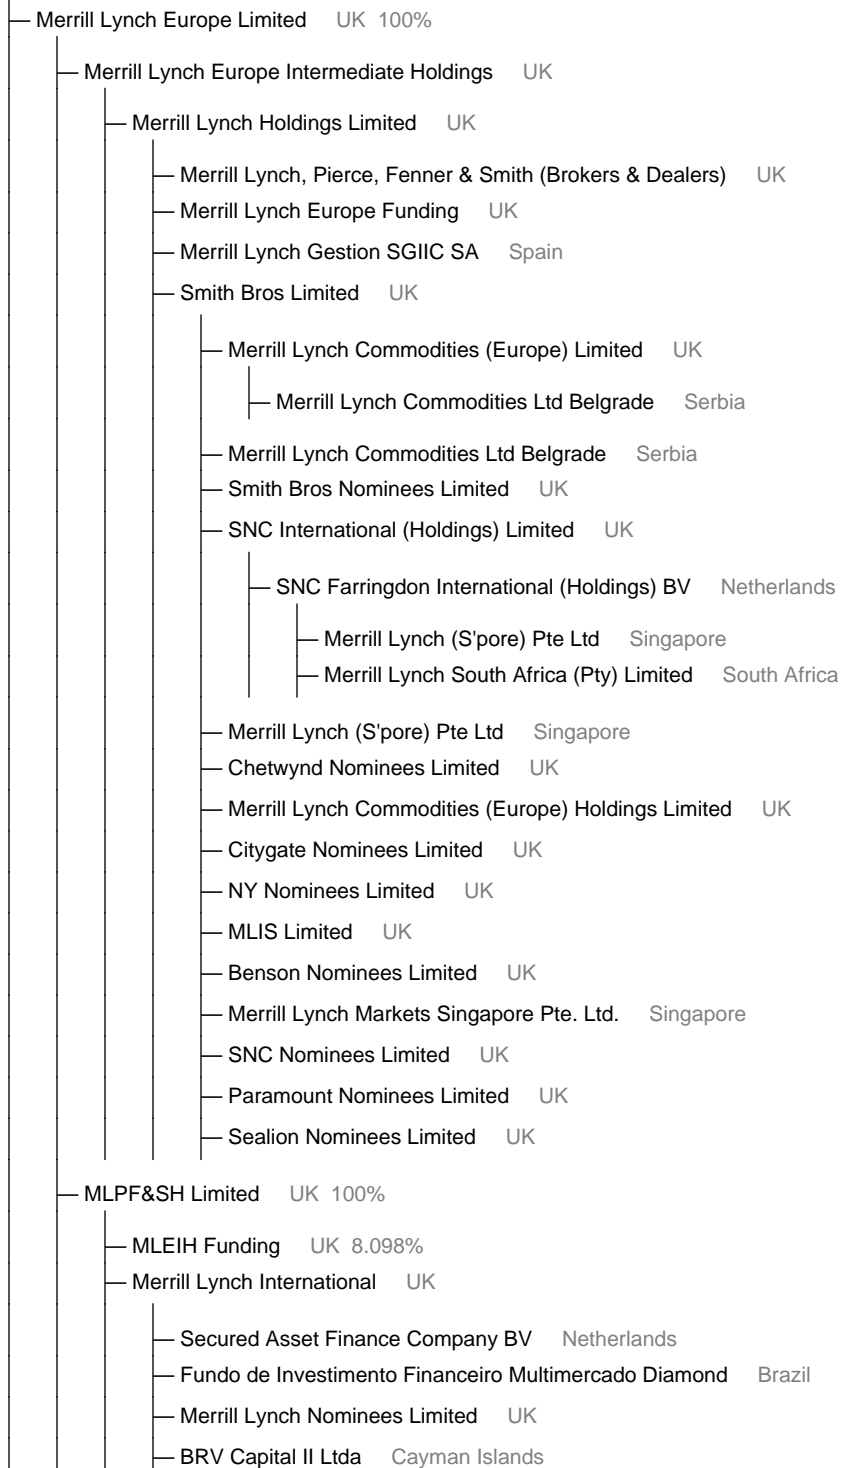 Merrill Lynch Europe Limited UK 100%
Merrill Lynch Europe Intermediate Holdings UK
Merrill Lynch Holdings Limited UK
Merrill Lynch, Pierce, Fenner & Smith (Brokers & Dealers) UK
Merrill Lynch Europe Funding UK
Merrill Lynch Gestion SGIIC SA Spain
Smith Bros Limited UK
Merrill Lynch Commodities (Europe) Limited UK
Merrill Lynch Commodities Ltd Belgrade Serbia
Merrill Lynch Commodities Ltd Belgrade Serbia
Smith Bros Nominees Limited UK
SNC International (Holdings) Limited UK
SNC Farringdon International (Holdings) BV Netherlands
Merrill Lynch (S'pore) Pte Ltd Singapore
Merrill Lynch South Africa (Pty) Limited South Africa
Merrill Lynch (S'pore) Pte Ltd Singapore
Chetwynd Nominees Limited UK
Merrill Lynch Commodities (Europe) Holdings Limited UK
Citygate Nominees Limited UK
NY Nominees Limited UK
MLIS Limited UK
Benson Nominees Limited UK
Merrill Lynch Markets Singapore Pte. Ltd. Singapore
SNC Nominees Limited UK
Paramount Nominees Limited UK
Sealion Nominees Limited UK
MLPF&SH Limited UK 100%
MLEIH Funding UK 8.098%
Merrill Lynch International UK
Secured Asset Finance Company BV Netherlands
Fundo de Investimento Financeiro Multimercado Diamond Brazil
Merrill Lynch Nominees Limited UK
BRV Capital II Ltda Cayman Islands